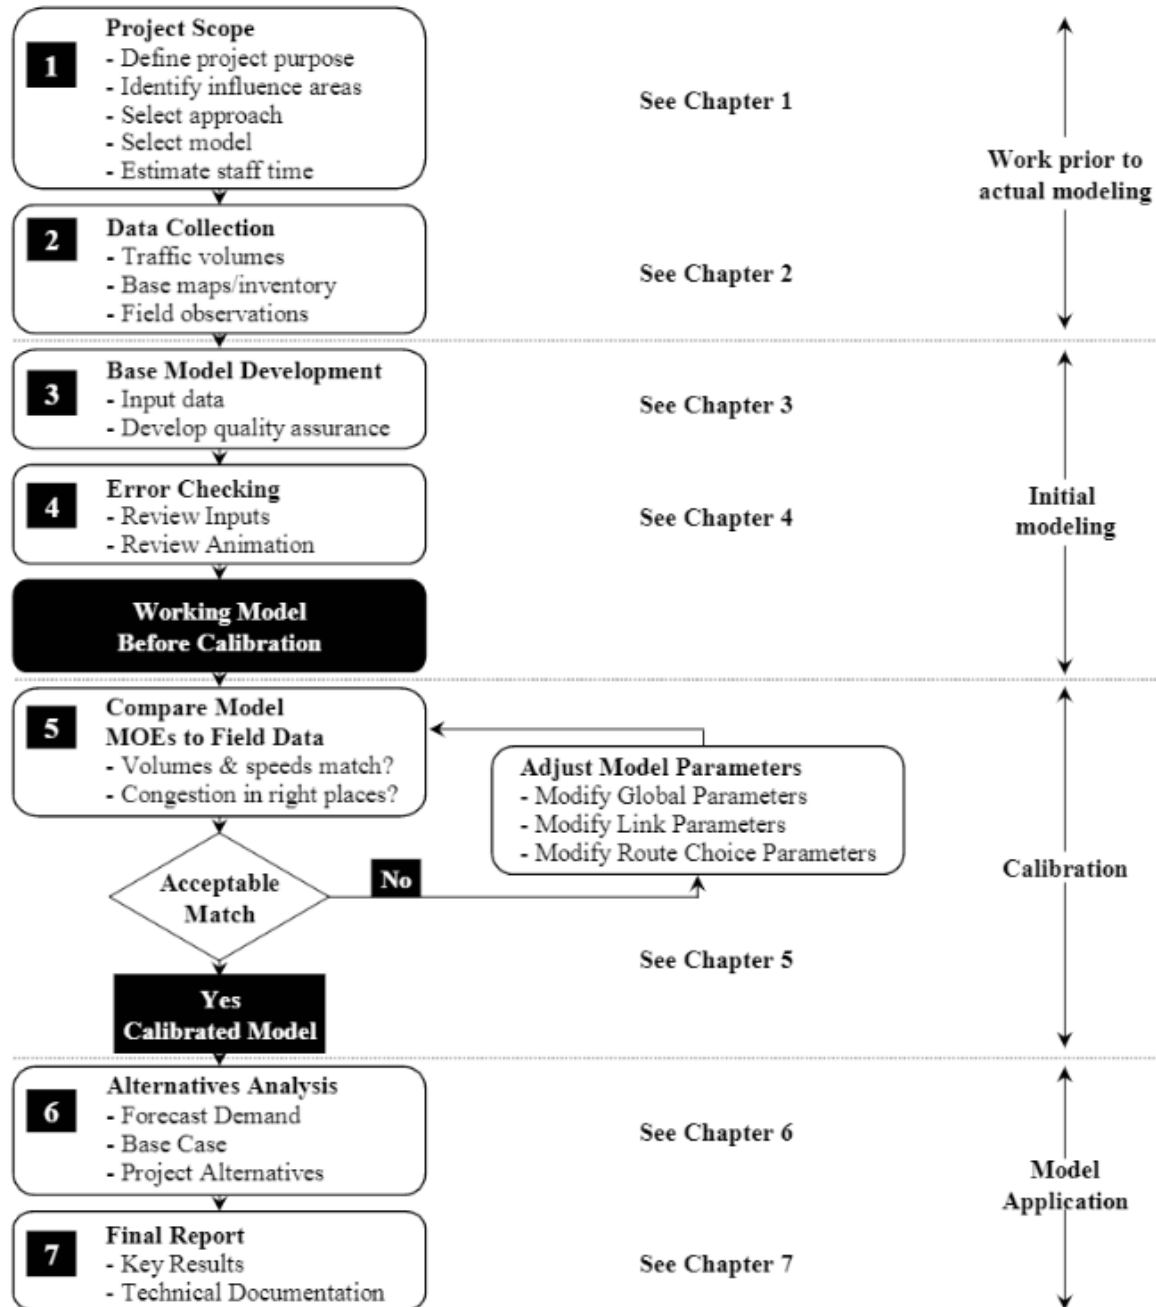 1
Project Scope
- Define project purpose
- Identify influence areas
- Select approach
- Select model
- Estimate staff time
See Chapter 1
Work prior to
actual modeling
2
Data Collection
- Traffic volumes
- Base maps/inventory
- Field observations
See Chapter 2
3
Base Model Development
- Input data
- Develop quality assurance
See Chapter 3
4
Error Checking
- Review Inputs
- Review Animation
See Chapter 4
Initial
modeling
Working Model
Before Calibration
5
Compare Model
MOEs to Field Data
- Volumes & speeds match?
- Congestion in right places?
Adjust Model Parameters
- Modify Global Parameters
- Modify Link Parameters
- Modify Route Choice Parameters
Calibration
Acceptable
Match
No
See Chapter 5
Yes
Calibrated Model
6
Alternatives Analysis
- Forecast Demand
- Base Case
- Project Alternatives
See Chapter 6
Model
Application
7
Final Report
- Key Results
- Technical Documentation
See Chapter 7